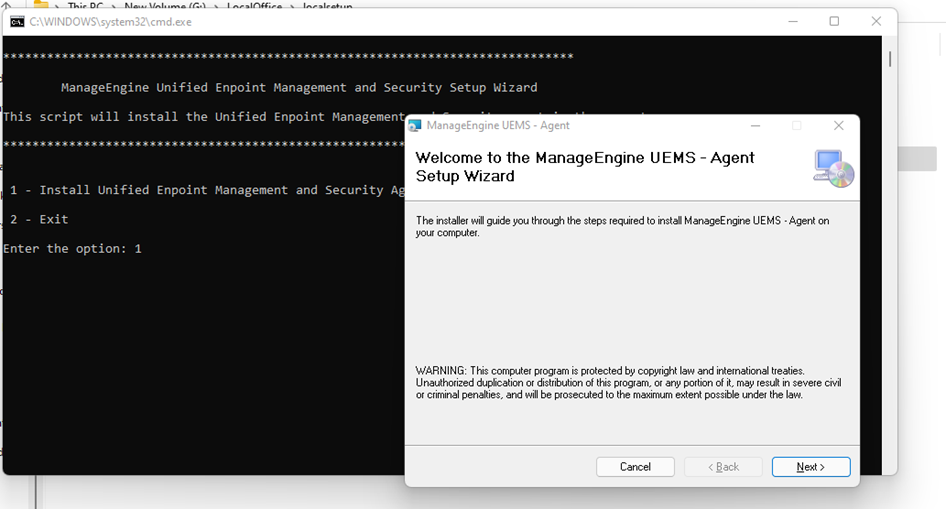 This PC > New Volume (G:) > LocalOffice > localsetup
C:\WINDOWS\system32\cmd.exe
******************************************************************************
ManageEngine Unified Enpoint Management and Security Setup Wizard
This script will install the Unified Enpoint Management
******************************************************
1 - Install Unified Enpoint Management and Security Ag
2 - Exit
Enter the option: 1
ManageEngine UEMS - Agent
Welcome to the ManageEngine UEMS - Agent
Setup Wizard
The installer will guide you through the steps required to install ManageEngine UEMS - Agent on
your computer.
WARNING: This computer program is protected by copyright law and international treaties.
Unauthorized duplication or distribution of this program, or any portion of it, may result in severe civil
or criminal penalties, and will be prosecuted to the maximum extent possible under the law.
Cancel
< Back
Next >